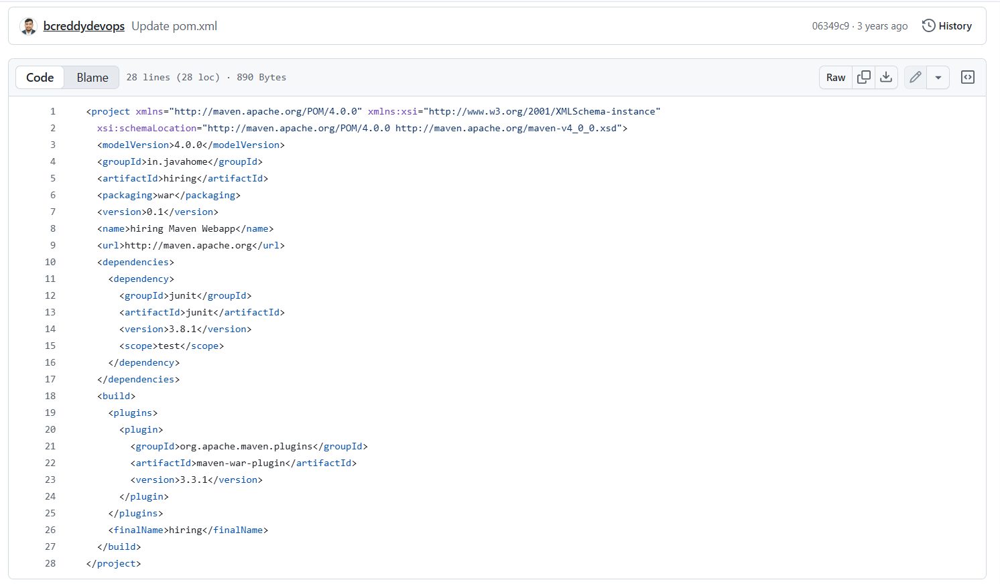 bcreddydevops Update pom.xml 06349c9 · 3 years ago History
Code Blame 28 lines (28 loc) · 890 Bytes Raw
1 <project xmlns="http://maven.apache.org/POM/4.0.0" xmlns:xsi="http://www.w3.org/2001/XMLSchema-instance"
2 xsi:schemaLocation="http://maven.apache.org/POM/4.0.0 http://maven.apache.org/maven-v4_0_0.xsd">
3 <modelVersion>4.0.0</modelVersion>
4 <groupId>in.javahome</groupId>
5 <artifactId>hiring</artifactId>
6 <packaging>war</packaging>
7 <version>0.1</version>
8 <name>hiring Maven Webapp</name>
9 <url>http://maven.apache.org</url>
10 <dependencies>
11 <dependency>
12 <groupId>junit</groupId>
13 <artifactId>junit</artifactId>
14 <version>3.8.1</version>
15 <scope>test</scope>
16 </dependency>
17 </dependencies>
18 <build>
19 <plugins>
20 <plugin>
21 <groupId>org.apache.maven.plugins</groupId>
22 <artifactId>maven-war-plugin</artifactId>
23 <version>3.3.1</version>
24 </plugin>
25 </plugins>
26 <finalName>hiring</finalName>
27 </build>
28 </project>